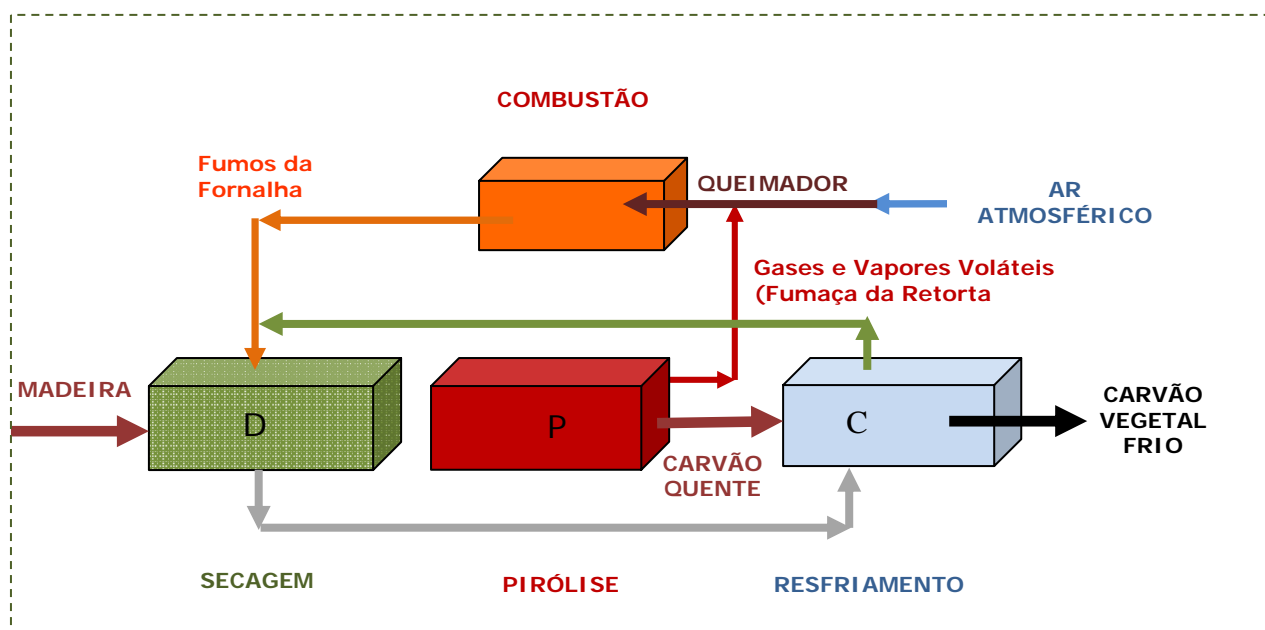 COMBUSTÃO
Fumos da
Fornalha
QUEIMADOR
AR
ATMOSFÉRICO
Gases e Vapores Voláteis
(Fumaça da Retorta
MADEIRA
D
P
C
CARVÃO
VEGETAL
FRIO
CARVÃO
QUENTE
SECAGEM
PIRÓLISE
RESFRIAMENTO